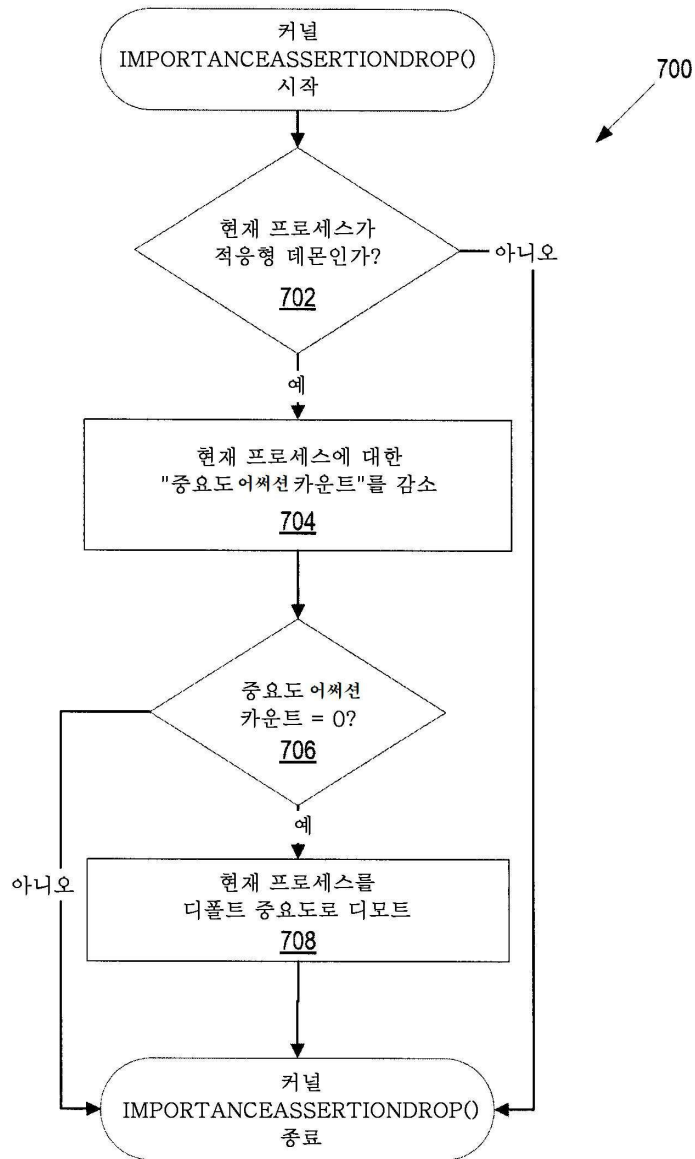 커널
IMPORTANCEASSERTIONDROP()
시작
700
현재 프로세스가
적응형 데몬인가?
702
아니오
예
현재 프로세스에 대한
"중요도 어써션 카운트"를 감소
704
중요도 어써션
카운트 = 0?
706
예
아니오
현재 프로세스를
디폴트 중요도로 디모트
708
커널
IMPORTANCEASSERTIONDROP()
종료